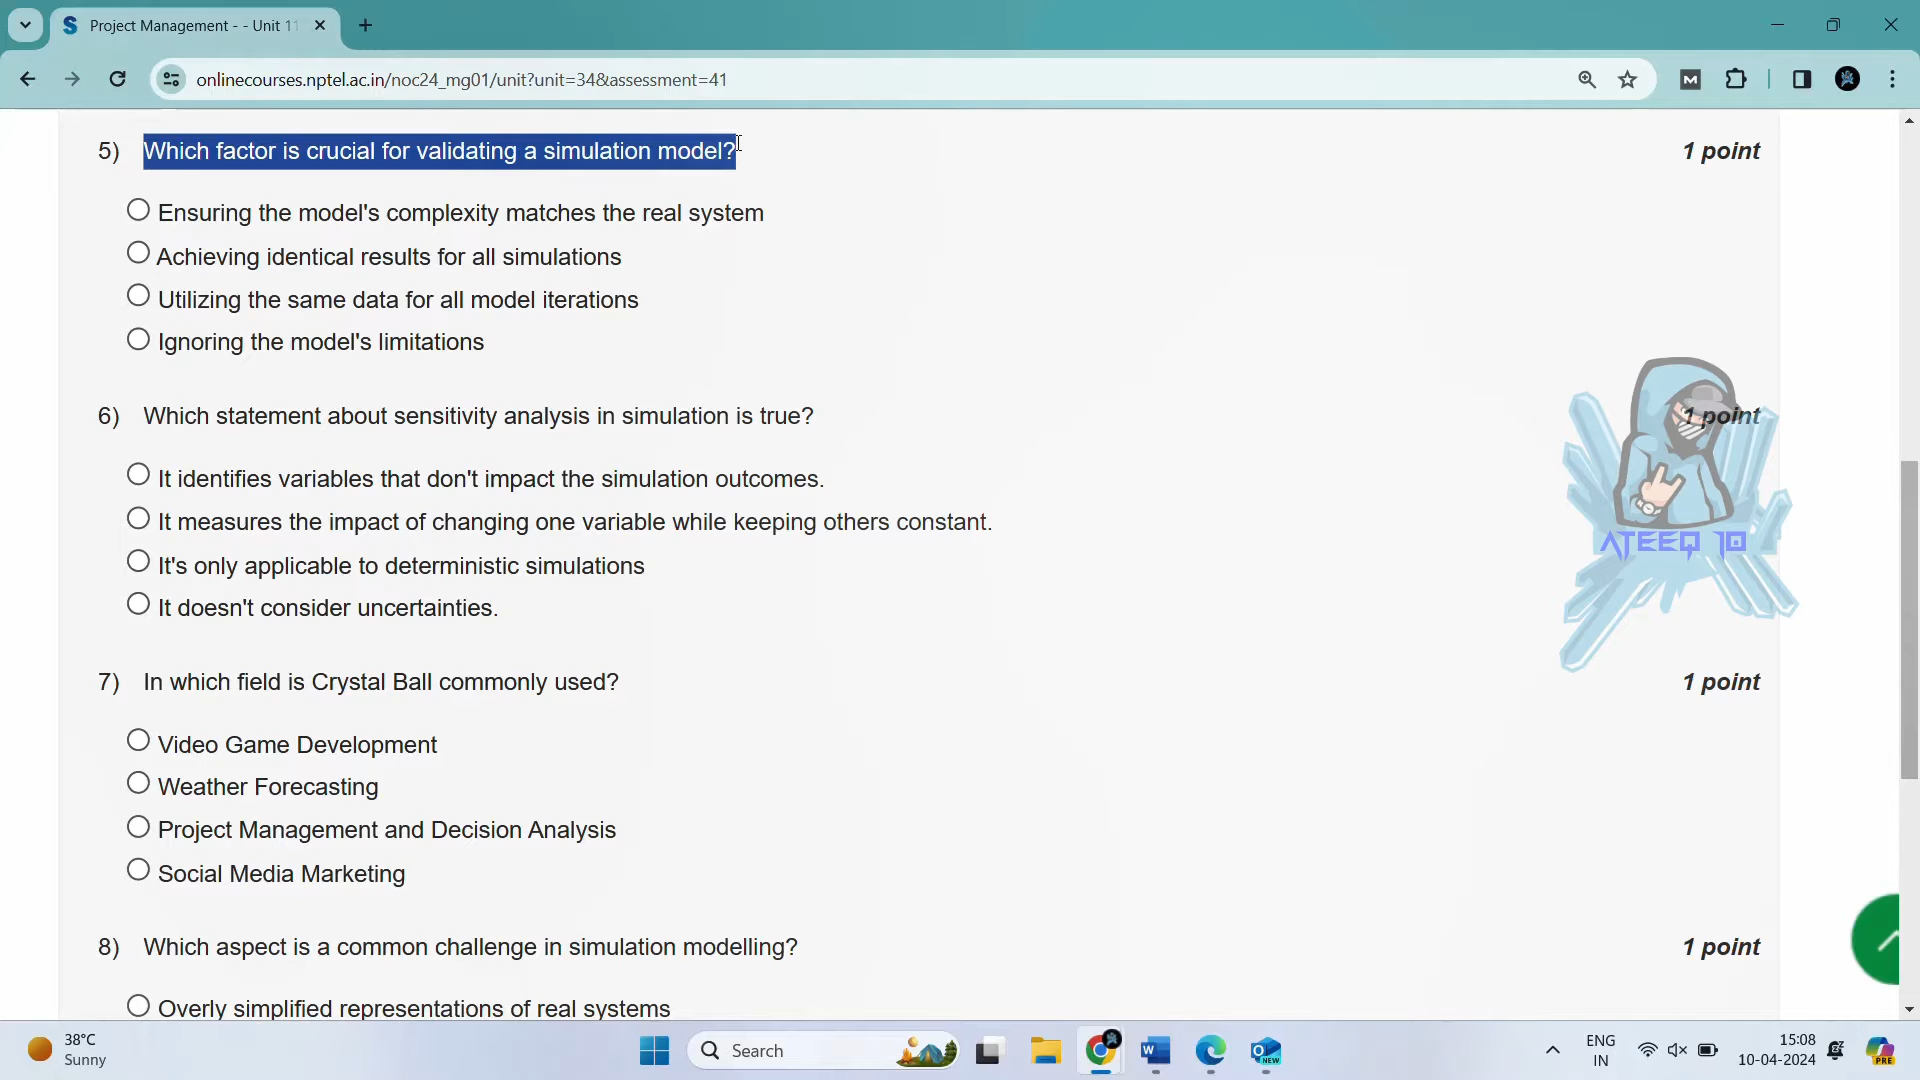 Project Management - - Unit 11
onlinecourses.nptel.ac.in/noc24_mg01/unit?unit=34&assessment=41
5) Which factor is crucial for validating a simulation model? 1 point
Ensuring the model's complexity matches the real system
Achieving identical results for all simulations
Utilizing the same data for all model iterations
Ignoring the model's limitations
6) Which statement about sensitivity analysis in simulation is true? 1 point
It identifies variables that don't impact the simulation outcomes.
It measures the impact of changing one variable while keeping others constant.
It's only applicable to deterministic simulations
It doesn't consider uncertainties.
ATEEQ 10
7) In which field is Crystal Ball commonly used? 1 point
Video Game Development
Weather Forecasting
Project Management and Decision Analysis
Social Media Marketing
8) Which aspect is a common challenge in simulation modelling? 1 point
Overly simplified representations of real systems
38°C
Sunny
Search
NEW
ENG
IN
15:08
10-04-2024
PRE